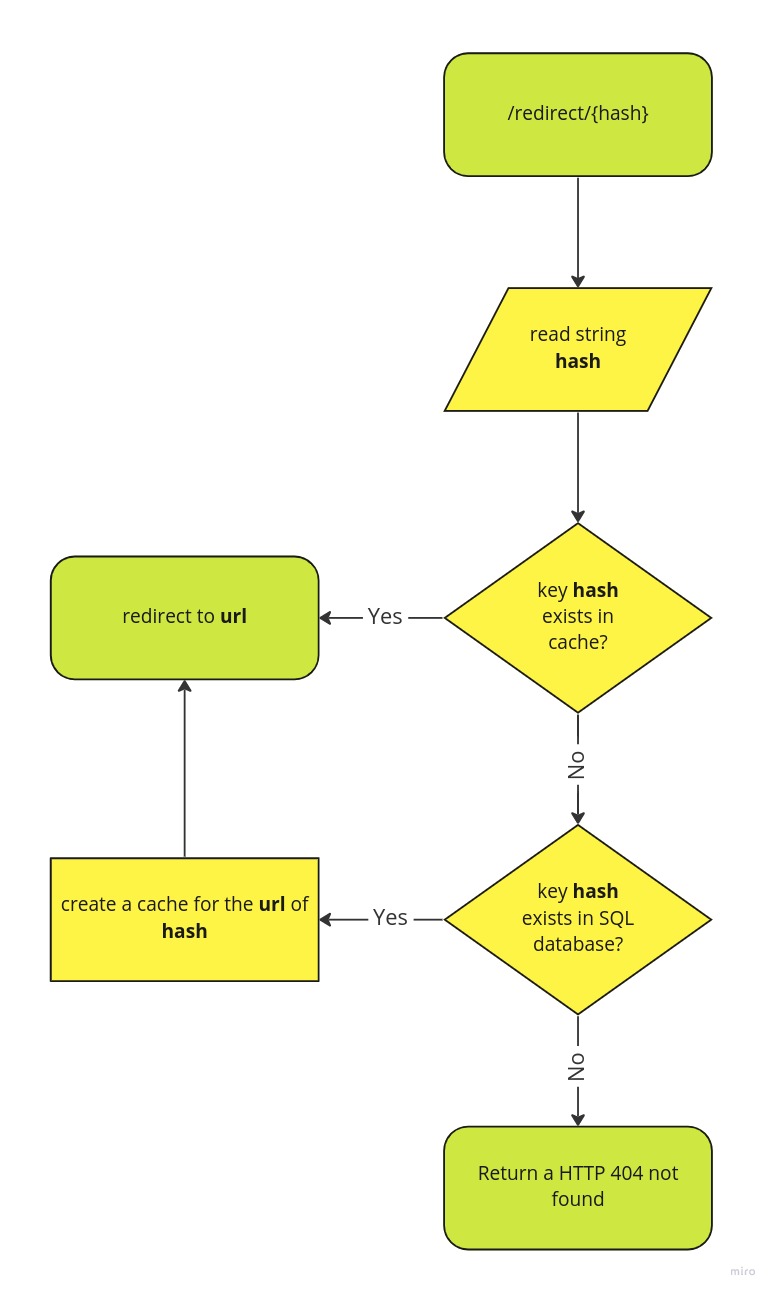 /redirect/{hash}
read string
hash
key hash
exists in
cache?
Yes
redirect to url
No
key hash
exists in SQL
database?
Yes
create a cache for the url of
hash
No
Return a HTTP 404 not
found
miro